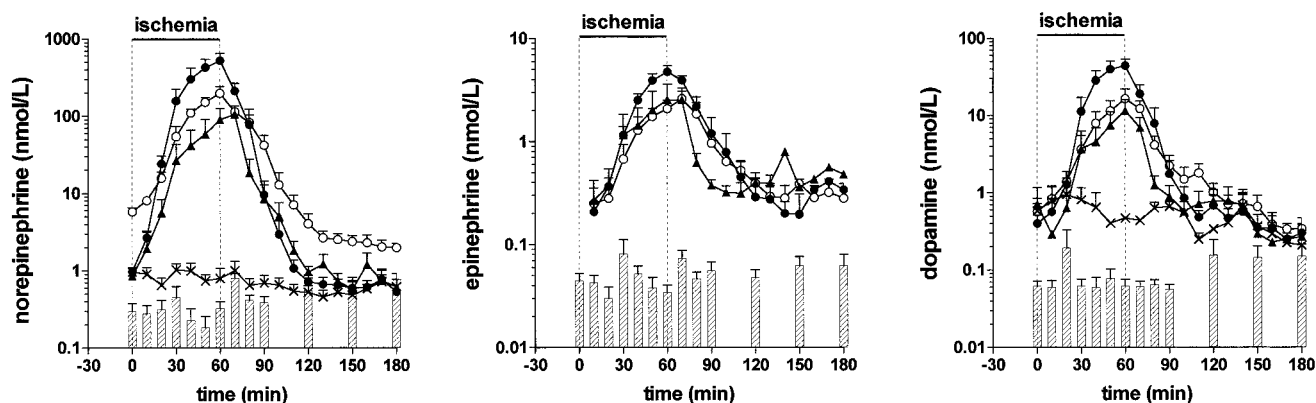 ischemia
norepinephrine (nmol/L)
1000
100
10
1
0.1
-30 0 30 60 90 120 150 180
time (min)
ischemia
epinephrine (nmol/L)
10
1
0.1
0.01
-30 0 30 60 90 120 150 180
time (min)
ischemia
dopamine (nmol/L)
100
10
1
0.1
0.01
-30 0 30 60 90 120 150 180
time (min)